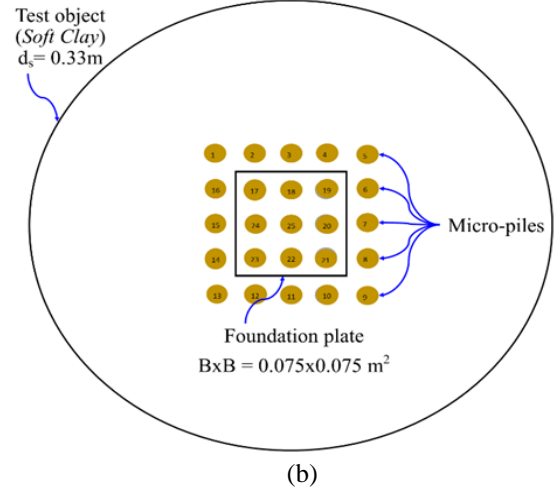 Test object
(Soft Clay)
dₛ= 0.33m
1 2 3 4 5
16 17 18 19 6
15 24 25 20 7
14 23 22 21 8
13 12 11 10 9
Micro-piles
Foundation plate
BxB = 0.075x0.075 m²
(b)